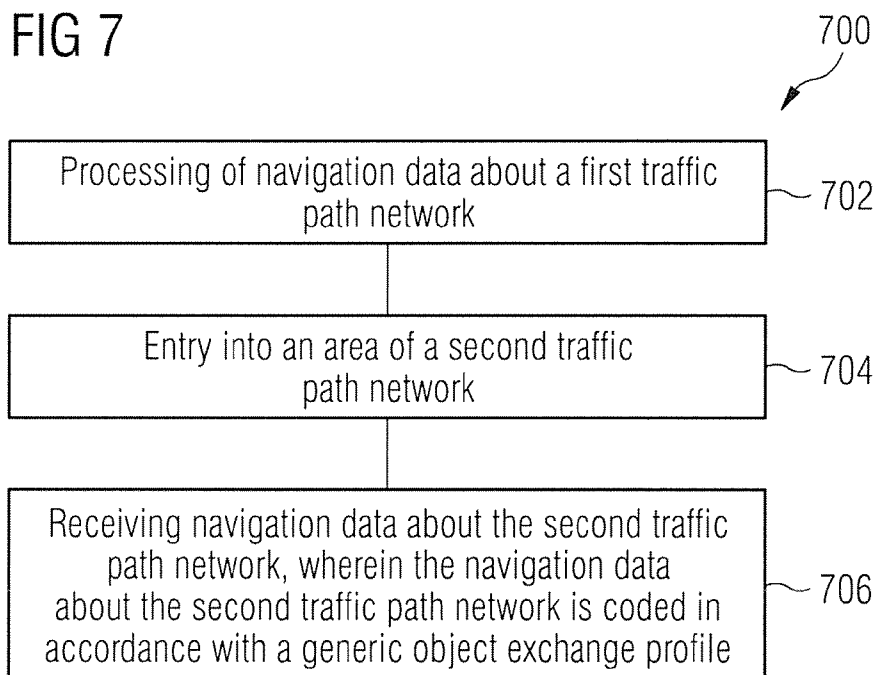 FIG 7
700
Processing of navigation data about a first traffic
path network
702
Entry into an area of a second traffic
path network
704
Receiving navigation data about the second traffic
path network, wherein the navigation data
about the second traffic path network is coded in
accordance with a generic object exchange profile
706